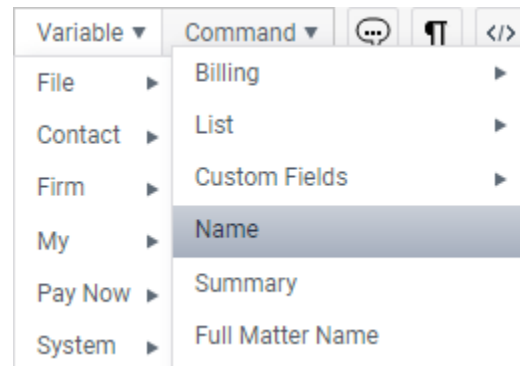 Variable ▼ Command ▼ 💬 ¶ </>
File ►
Contact ►
Firm ►
My ►
Pay Now ►
System ►
Billing ►
List ►
Custom Fields ►
Name
Summary
Full Matter Name